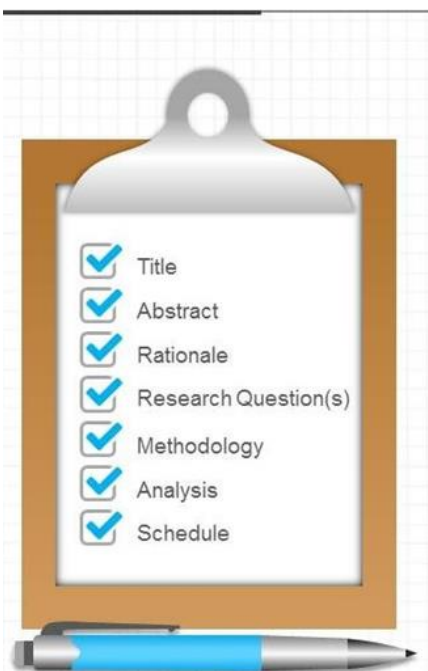 Title
Abstract
Rationale
Research Question(s)
Methodology
Analysis
Schedule